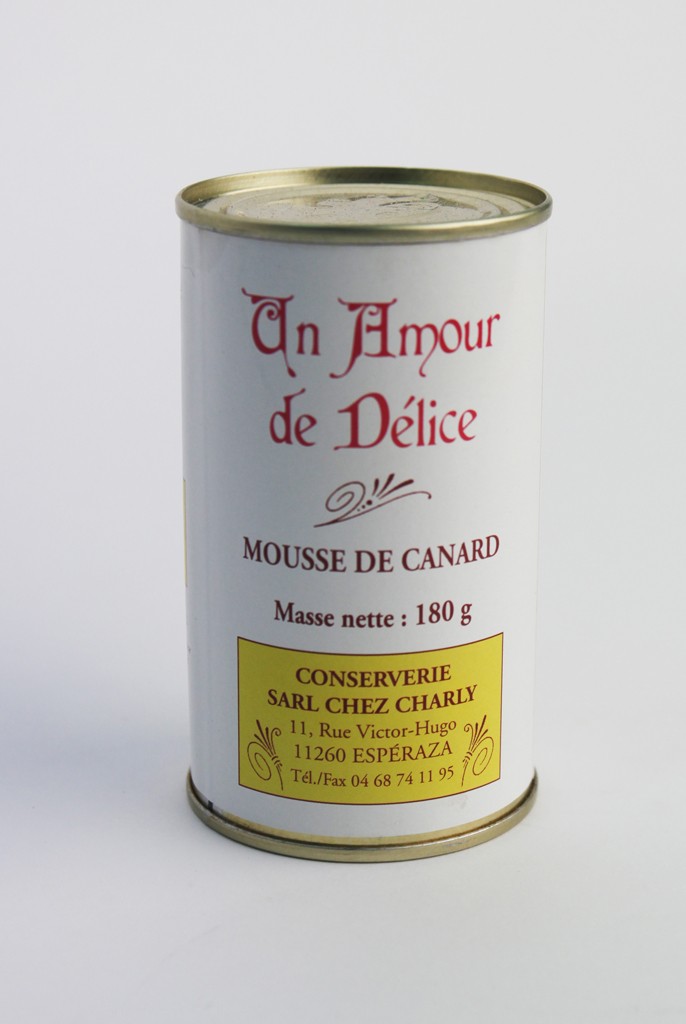 Un Amour
de Délice
MOUSSE DE CANARD
Masse nette : 180 g
CONSERVERIE
SARL CHEZ CHARLY
11, Rue Victor-Hugo
11260 ESPÉRAZA
Tél./Fax 04 68 74 11 95